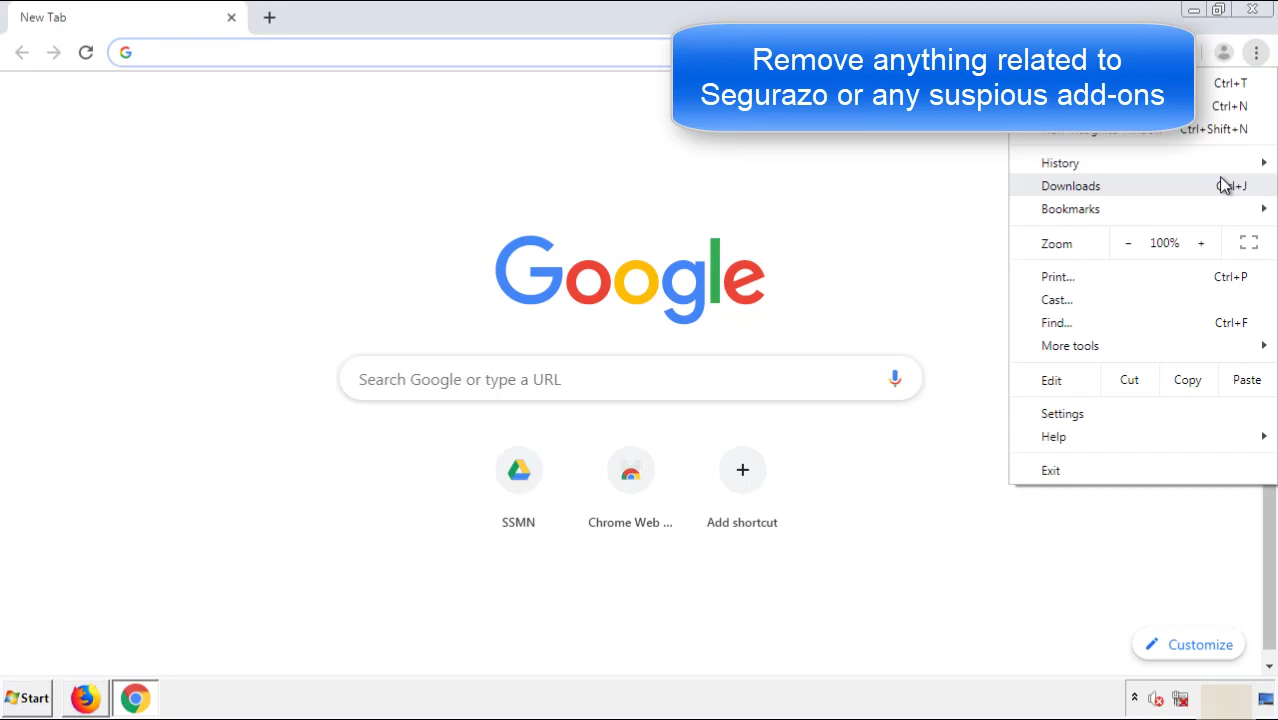 New Tab
Remove anything related to
Segurazo or any suspious add-ons
Ctrl+T
Ctrl+N
Ctrl+Shift+N
History
Downloads
Bookmarks
Zoom - 100% +
Print... Ctrl+P
Cast...
Find... Ctrl+F
More tools
Edit Cut Copy Paste
Settings
Help
Exit
Google
Search Google or type a URL
SSMN Chrome Web ... Add shortcut
Customize
Start